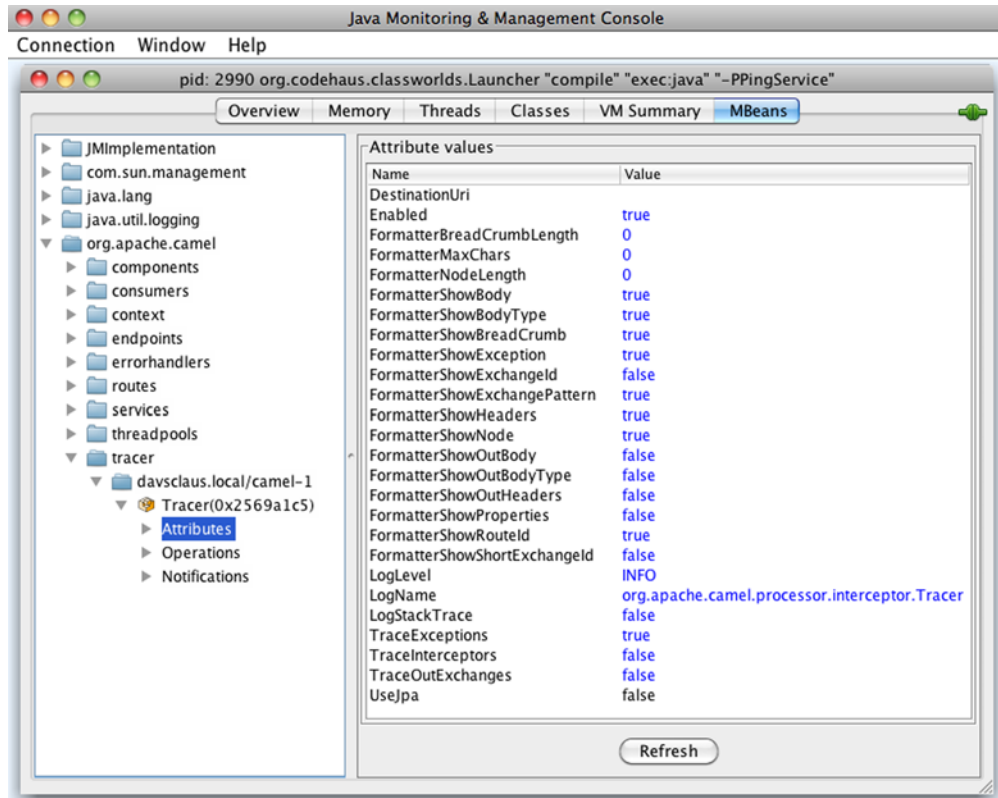 Java Monitoring & Management Console
Connection Window Help
pid: 2990 org.codehaus.classworlds.Launcher "compile" "exec:java" "-PPingService"
Overview Memory Threads Classes VM Summary MBeans
JMImplementation
com.sun.management
java.lang
java.util.logging
org.apache.camel
components
consumers
context
endpoints
errorhandlers
routes
services
threadpools
tracer
davsclaus.local/camel-1
Tracer(0x2569a1c5)
Attributes
Operations
Notifications
Attribute values
Name Value
DestinationUri
Enabled true
FormatterBreadCrumbLength 0
FormatterMaxChars 0
FormatterNodeLength 0
FormatterShowBody true
FormatterShowBodyType true
FormatterShowBreadCrumb true
FormatterShowException true
FormatterShowExchangeId false
FormatterShowExchangePattern true
FormatterShowHeaders true
FormatterShowNode true
FormatterShowOutBody false
FormatterShowOutBodyType false
FormatterShowOutHeaders false
FormatterShowProperties false
FormatterShowRouteId true
FormatterShowShortExchangeId false
LogLevel INFO
LogName org.apache.camel.processor.interceptor.Tracer
LogStackTrace false
TraceExceptions true
TraceInterceptors false
TraceOutExchanges false
UseJpa false
Refresh